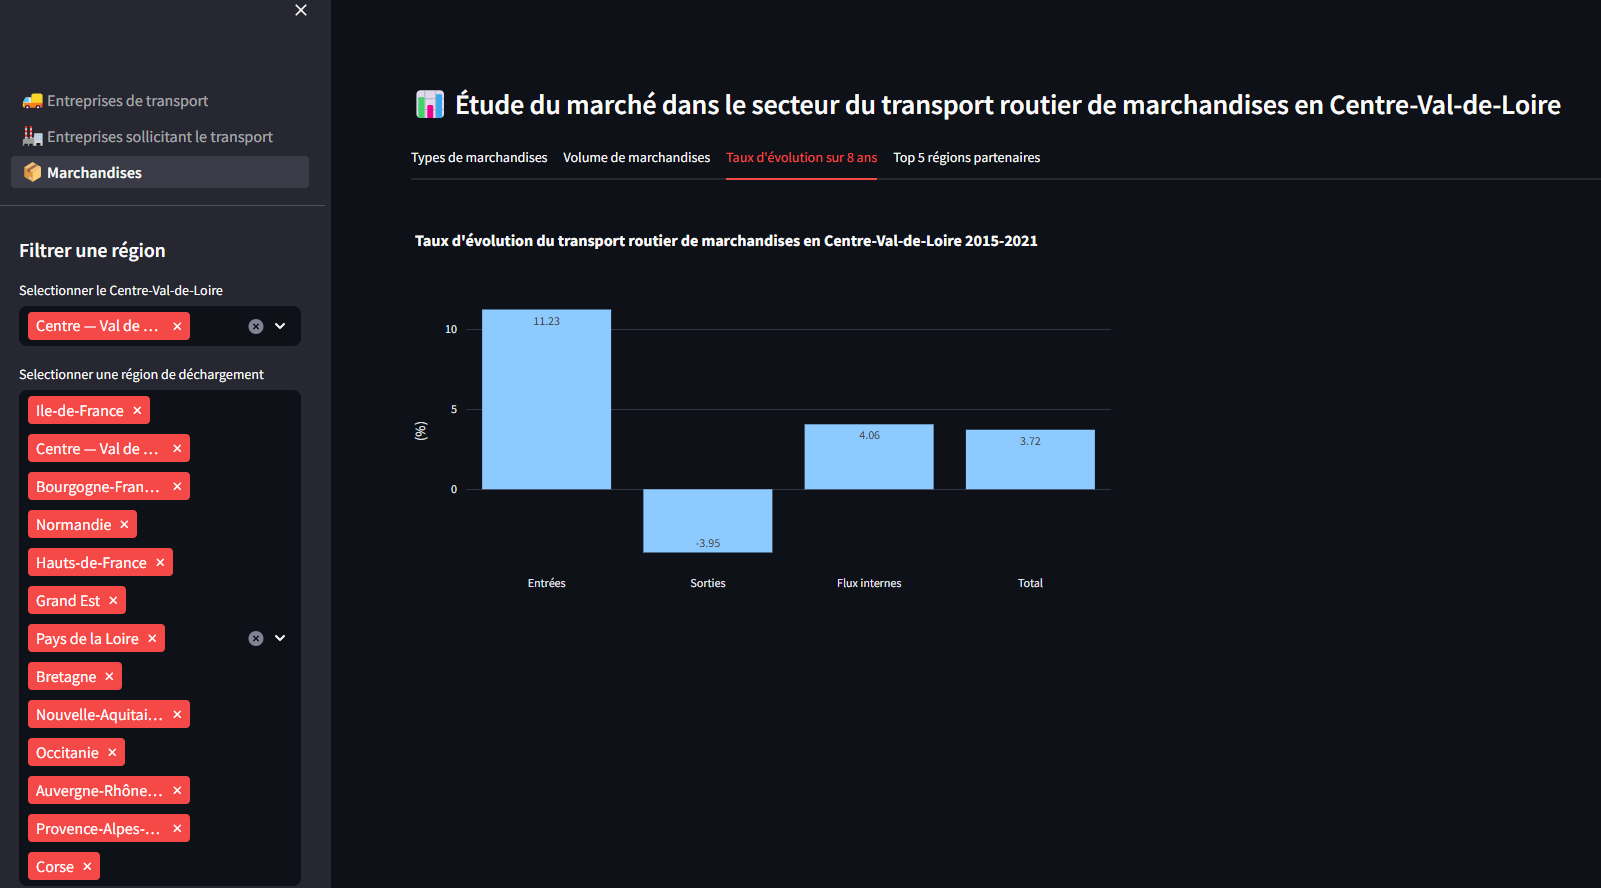 Entreprises de transport
Entreprises sollicitant le transport
Marchandises
Filtrer une région
Selectionner le Centre-Val-de-Loire
Centre — Val de ...
Selectionner une région de déchargement
Ile-de-France
Centre — Val de ...
Bourgogne-Fran...
Normandie
Hauts-de-France
Grand Est
Pays de la Loire
Bretagne
Nouvelle-Aquitai...
Occitanie
Auvergne-Rhône...
Provence-Alpes-...
Corse
Étude du marché dans le secteur du transport routier de marchandises en Centre-Val-de-Loire
Types de marchandises Volume de marchandises Taux d'évolution sur 8 ans Top 5 régions partenaires
Taux d'évolution du transport routier de marchandises en Centre-Val-de-Loire 2015-2021
(%)
10
5
0
11.23
-3.95
4.06
3.72
Entrées Sorties Flux internes Total